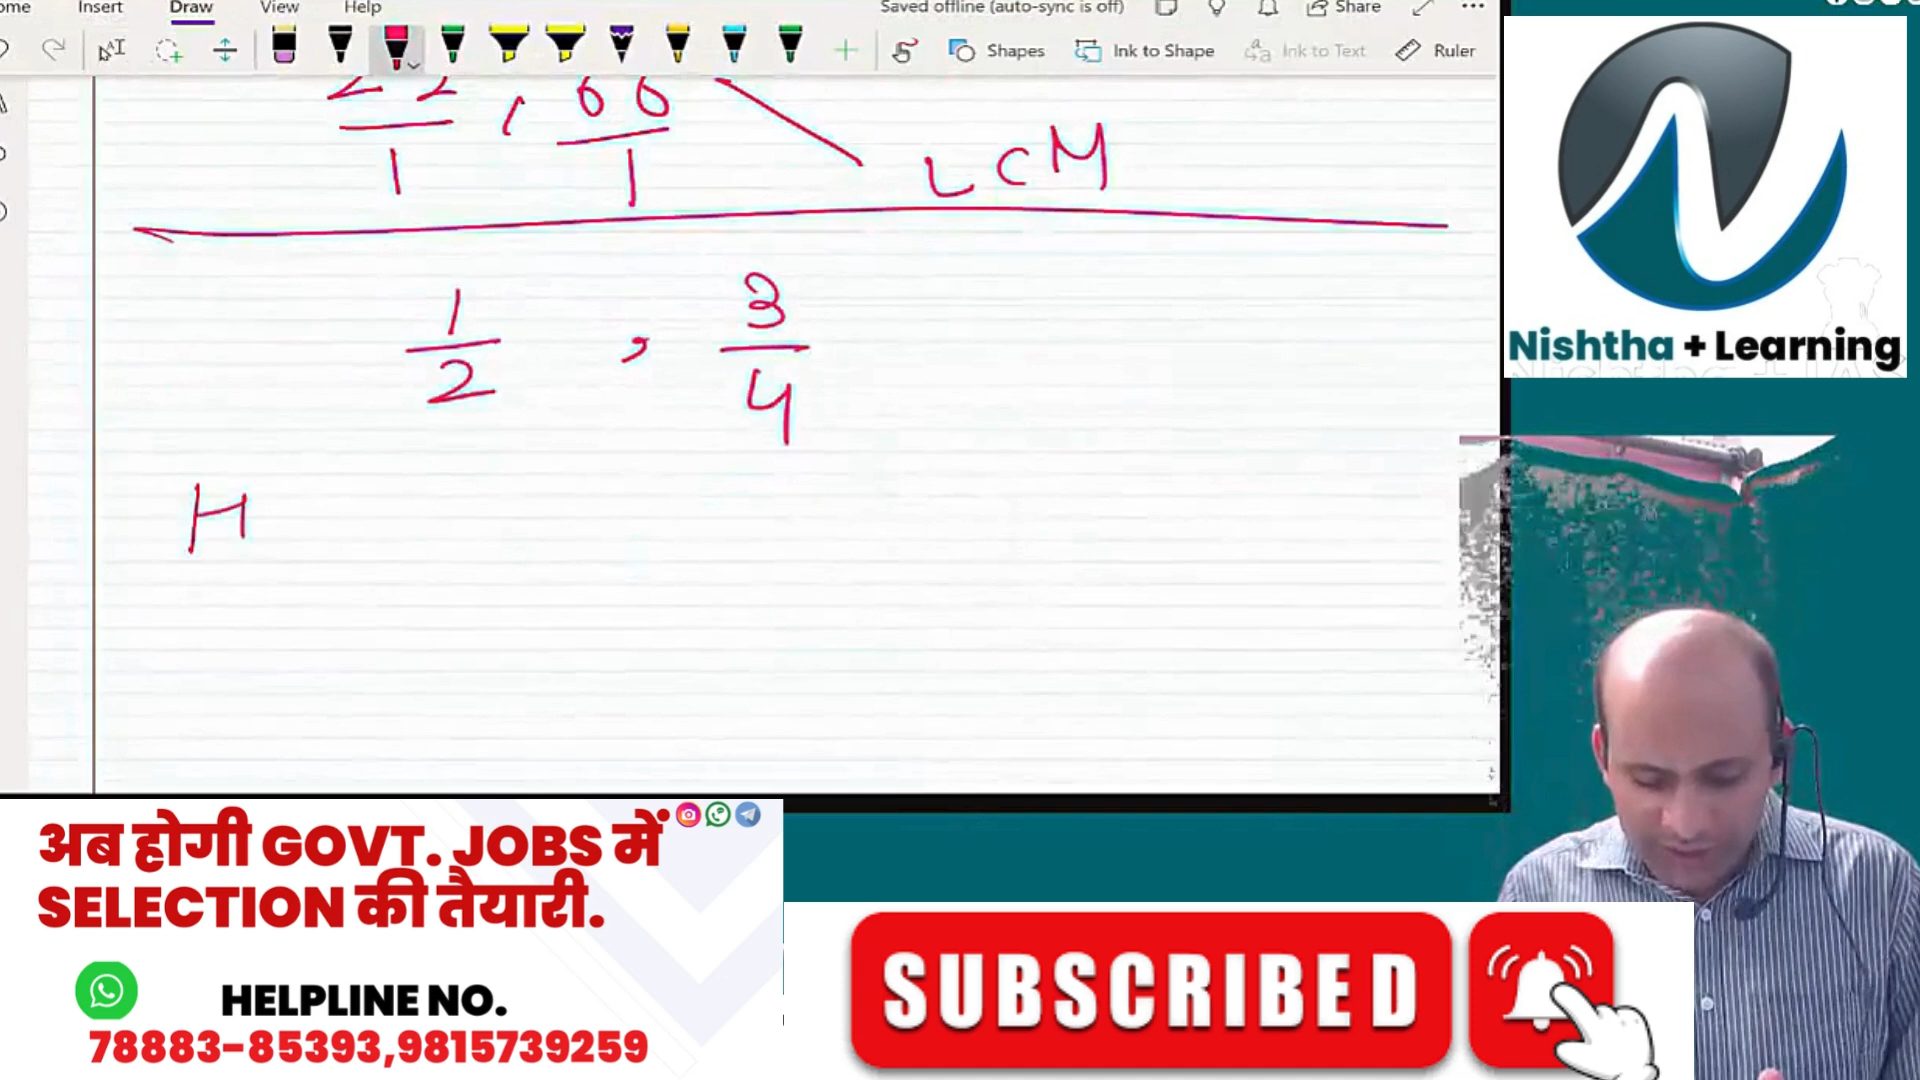 ome Insert Draw View Help Saved offline (auto-sync is off) Share
Shapes Ink to Shape Ink to Text Ruler
22 , 66
1 1
LCM
1 , 3
2 4
H
Nishtha + Learning
अब होगी GOVT. JOBS में
SELECTION की तैयारी.
HELPLINE NO.
78883-85393,9815739259
SUBSCRIBED